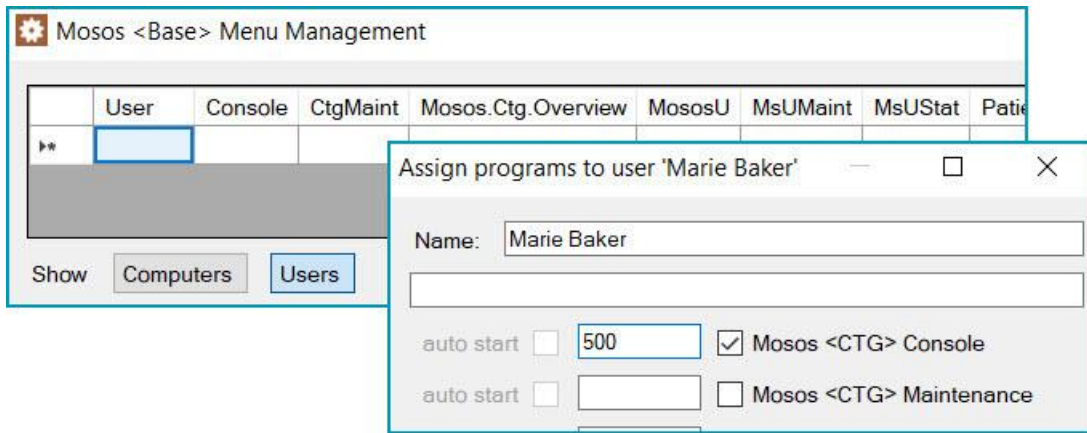 Mosos <Base> Menu Management
User Console CtgMaint Mosos.Ctg.Overview MososU MsUMaint MsUStat Patie
Show Computers Users
Assign programs to user 'Marie Baker'
Name: Marie Baker
auto start 500 Mosos <CTG> Console
auto start Mosos <CTG> Maintenance